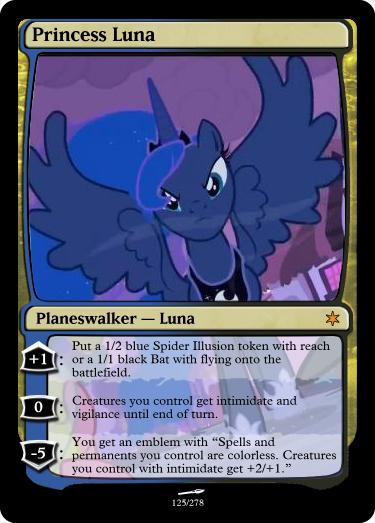 Princess Luna
Planeswalker — Luna
+1: Put a 1/2 blue Spider Illusion token with reach
or a 1/1 black Bat with flying onto the
battlefield.
0: Creatures you control get intimidate and
vigilance until end of turn.
-5: You get an emblem with “Spells and
permanents you control are colorless. Creatures
you control with intimidate get +2/+1.”
125/278